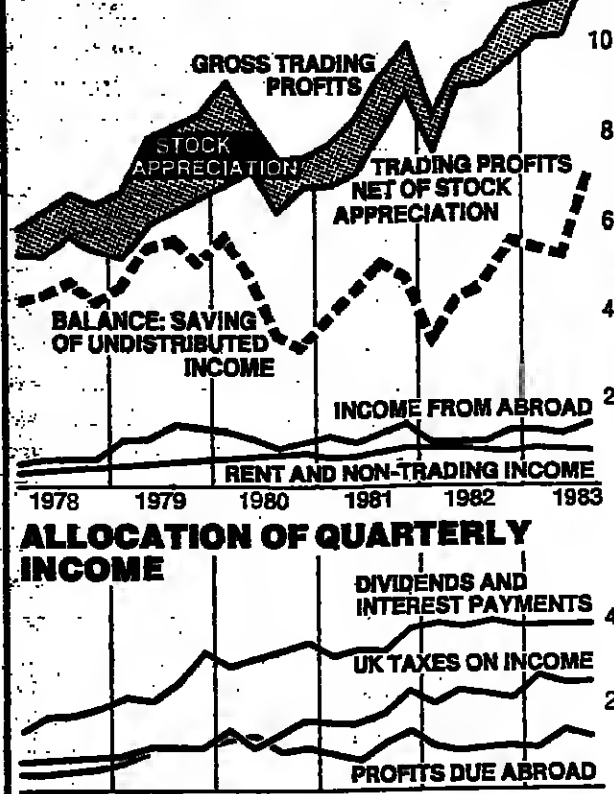 10
GROSS TRADING
PROFITS
8
STOCK
APPRECIATION
TRADING PROFITS
NET OF STOCK
APPRECIATION
6
4
BALANCE: SAVING
OF UNDISTRIBUTED
INCOME
2
INCOME FROM ABROAD
RENT AND NON-TRADING INCOME
1978 1979 1980 1981 1982 1983
ALLOCATION OF QUARTERLY
INCOME
DIVIDENDS AND
INTEREST PAYMENTS
4
UK TAXES ON INCOME
2
PROFITS DUE ABROAD